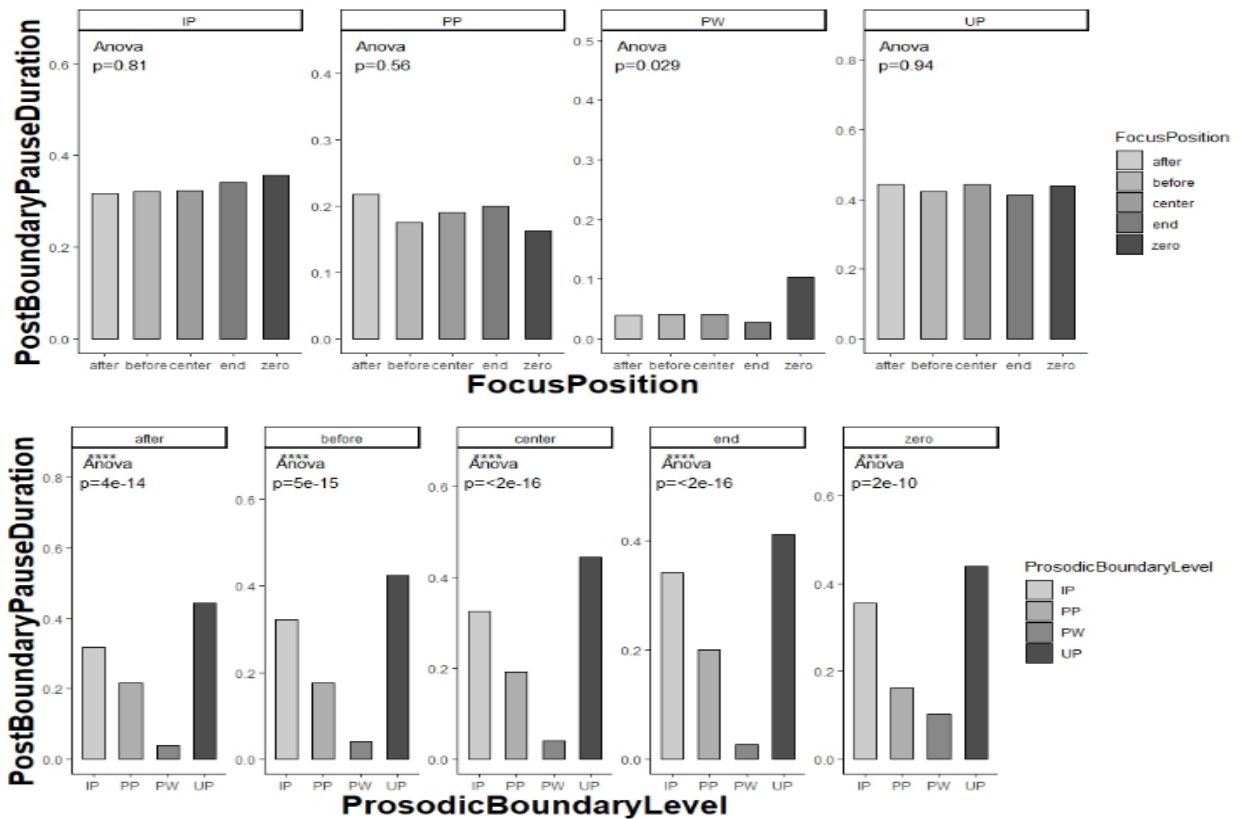 IP PP PW UP
Anova Anova Anova Anova
p=0.81 p=0.56 p=0.029 p=0.94
PostBoundaryPauseDuration
0.6 0.4 0.2 0.0
0.4 0.3 0.2 0.1 0.0
0.5 0.4 0.3 0.2 0.1 0.0
0.8 0.6 0.4 0.2 0.0
after before center end zero
after before center end zero
after before center end zero
after before center end zero
FocusPosition
FocusPosition
after
before
center
end
zero
after before center end zero
**** **** **** **** ****
Anova Anova Anova Anova Anova
p=4e-14 p=5e-15 p=<2e-16 p=<2e-16 p=2e-10
PostBoundaryPauseDuration
0.8 0.6 0.4 0.2 0.0
0.6 0.4 0.2 0.0
0.6 0.4 0.2 0.0
0.4 0.2 0.0
0.6 0.4 0.2 0.0
IP PP PW UP
IP PP PW UP
IP PP PW UP
IP PP PW UP
IP PP PW UP
ProsodicBoundaryLevel
ProsodicBoundaryLevel
IP
PP
PW
UP